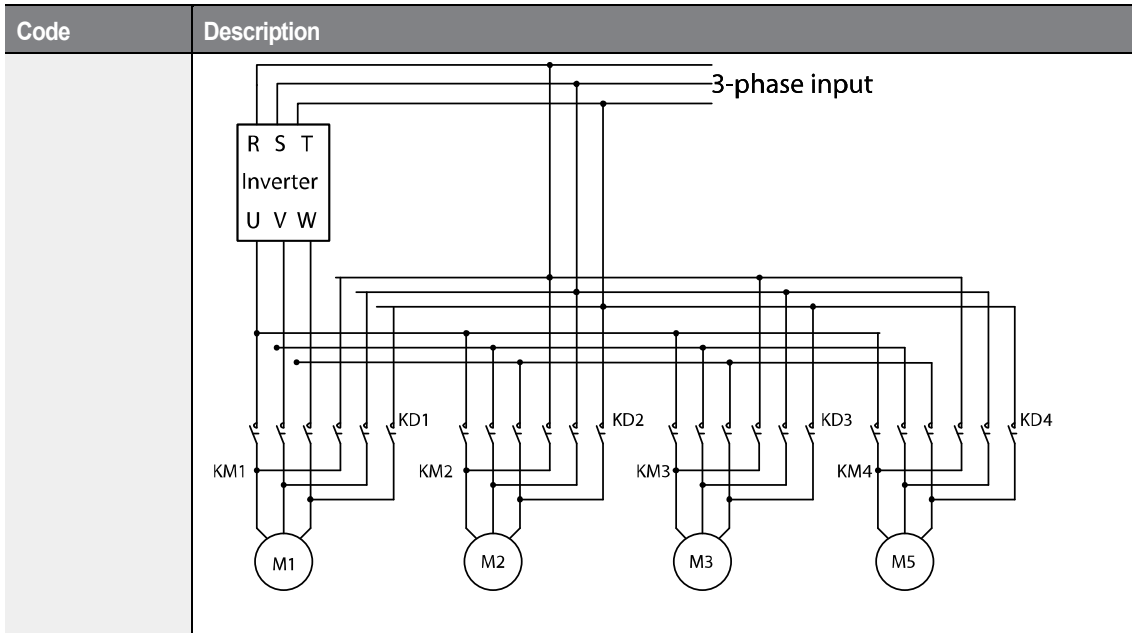 Code Description
3-phase input
R S T
Inverter
U V W
KD1 KD2 KD3 KD4
KM1 KM2 KM3 KM4
M1 M2 M3 M5